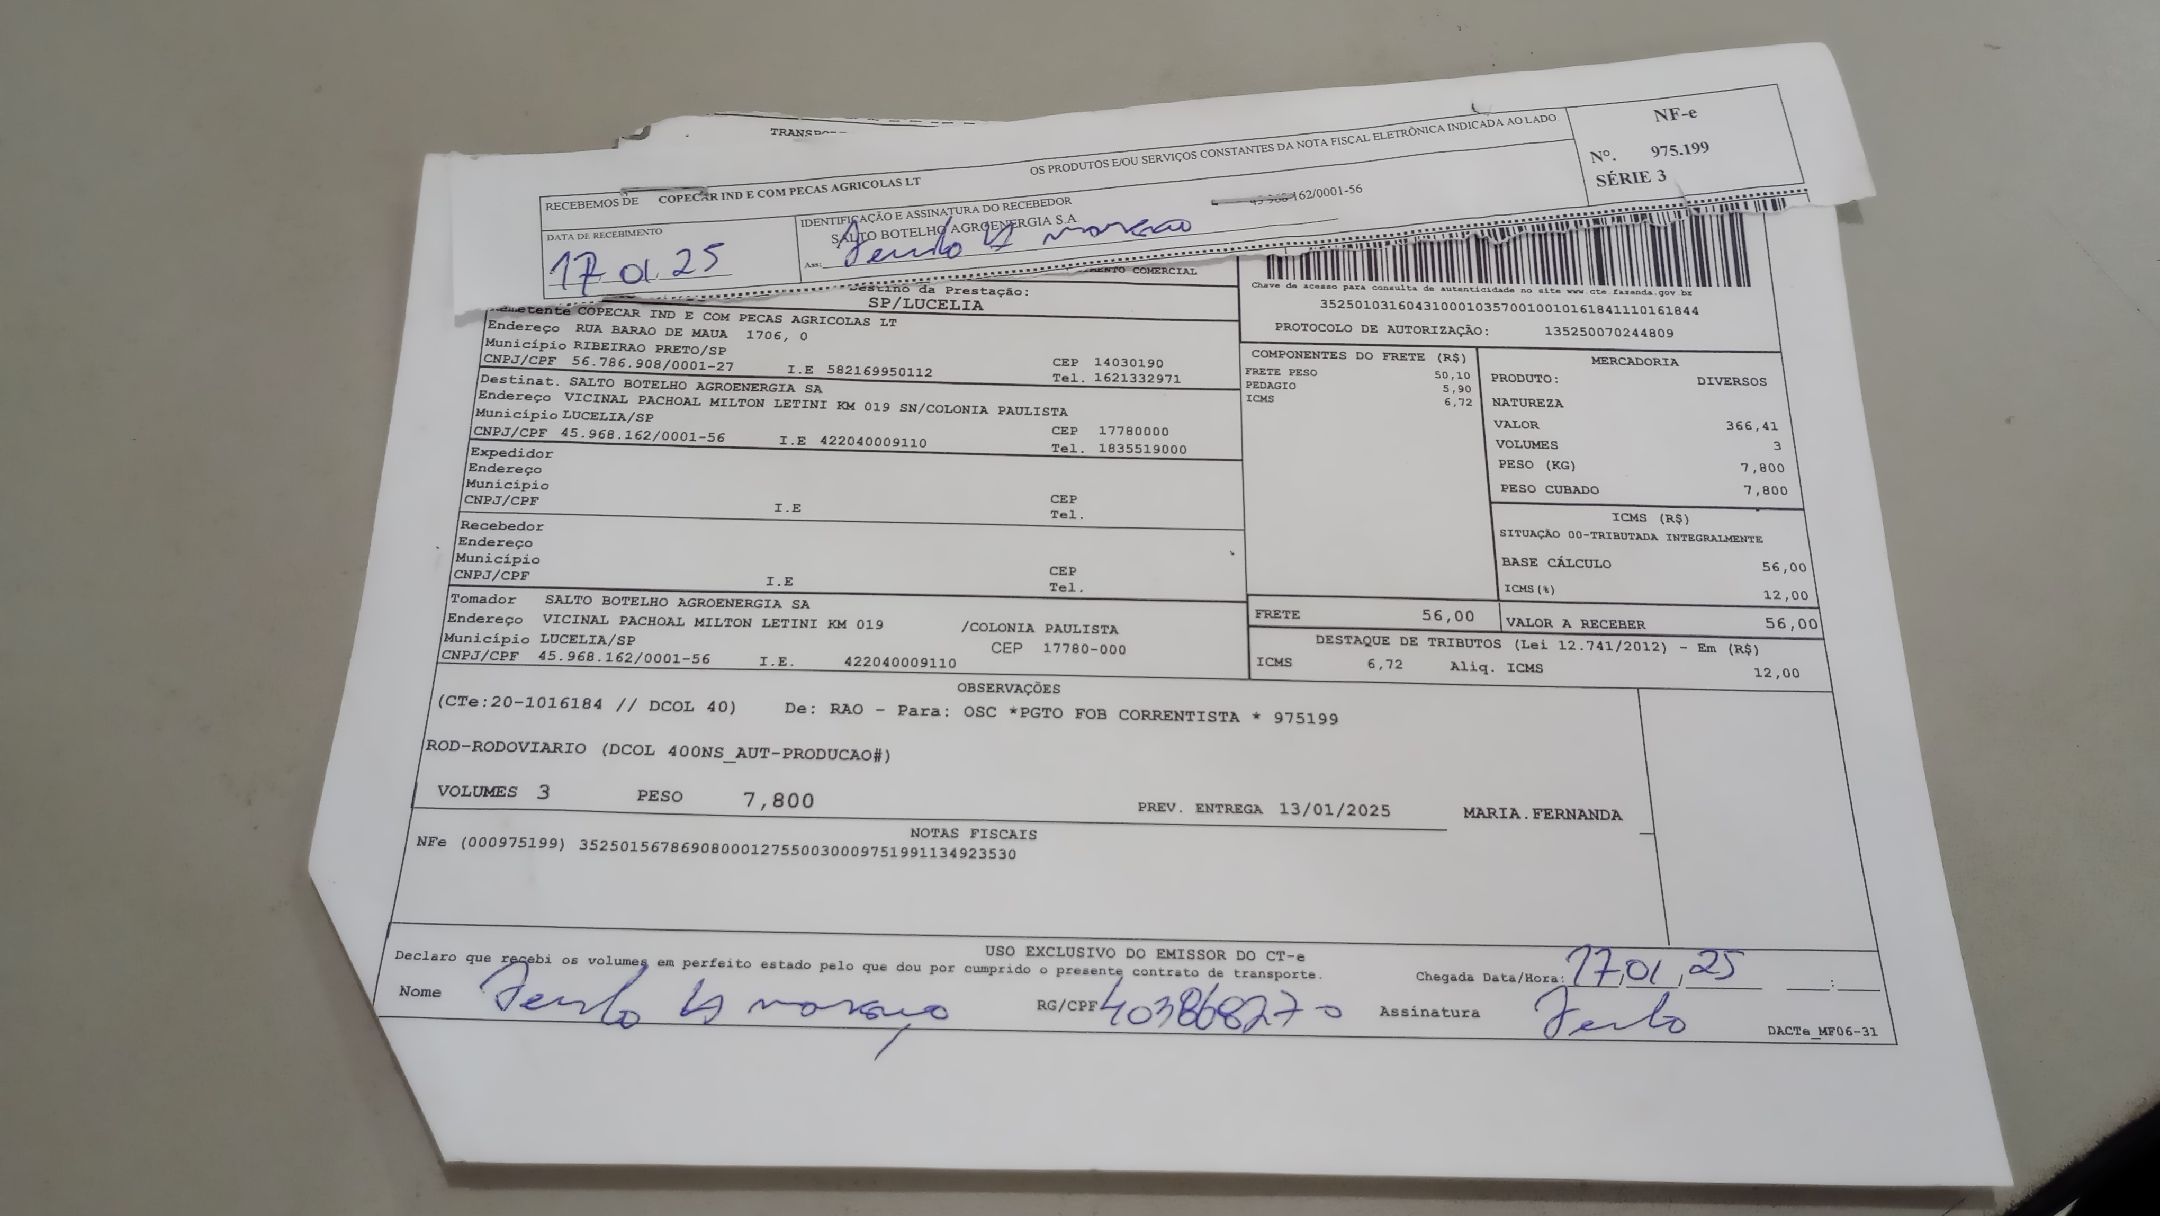 RECEBEMOS DE COPECAR IND E COM PECAS AGRICOLAS LT OS PRODUTOS E/OU SERVIÇOS CONSTANTES DA NOTA FISCAL ELETRÔNICA INDICADA AO LADO
NF-e
Nº. 975.199
SÉRIE 3
DATA DE RECEBIMENTO
17 01 25
IDENTIFICAÇÃO E ASSINATURA DO RECEBEDOR
SALTO BOTELHO AGROENERGIA S.A 162/0001-56
Ass:
COMERCIAL
Destino da Prestação:
SP/LUCELIA
Chave de acesso para consulta de autenticidade no site www.cte.fazenda.gov.br
35250103160431000103570010010161841110161844
PROTOCOLO DE AUTORIZAÇÃO: 135250070244809
Remetente COPECAR IND E COM PECAS AGRICOLAS LT
Endereço RUA BARAO DE MAUA 1706, 0
Município RIBEIRAO PRETO/SP CEP 14030190
CNPJ/CPF 56.786.908/0001-27 I.E 582169950112 Tel. 1621332971
Destinat. SALTO BOTELHO AGROENERGIA SA
Endereço VICINAL PACHOAL MILTON LETINI KM 019 SN/COLONIA PAULISTA
Município LUCELIA/SP CEP 17780000
CNPJ/CPF 45.968.162/0001-56 I.E 422040009110 Tel. 1835519000
Expedidor
Endereço
Município CEP
CNPJ/CPF I.E Tel.
Recebedor
Endereço
Município CEP
CNPJ/CPF I.E Tel.
Tomador SALTO BOTELHO AGROENERGIA SA
Endereço VICINAL PACHOAL MILTON LETINI KM 019 /COLONIA PAULISTA
Município LUCELIA/SP CEP 17780-000
CNPJ/CPF 45.968.162/0001-56 I.E. 422040009110
COMPONENTES DO FRETE (R$)
FRETE PESO 50,10
PEDAGIO 5,90
ICMS 6,72
MERCADORIA
PRODUTO: DIVERSOS
NATUREZA
VALOR 366,41
VOLUMES 3
PESO (KG) 7,800
PESO CUBADO 7,800
ICMS (R$)
SITUAÇÃO 00-TRIBUTADA INTEGRALMENTE
BASE CÁLCULO 56,00
ICMS(%) 12,00
FRETE 56,00 VALOR A RECEBER 56,00
DESTAQUE DE TRIBUTOS (Lei 12.741/2012) - Em (R$)
ICMS 6,72 Aliq. ICMS 12,00
OBSERVAÇÕES
(CTe:20-1016184 // DCOL 40) De: RAO - Para: OSC *PGTO FOB CORRENTISTA * 975199
ROD-RODOVIARIO (DCOL 400NS_AUT-PRODUCAO#)
VOLUMES 3 PESO 7,800 PREV. ENTREGA 13/01/2025 MARIA.FERNANDA
NOTAS FISCAIS
NFe (000975199) 35250156786908000127550030009751991134923530
USO EXCLUSIVO DO EMISSOR DO CT-e
Declaro que recebi os volumes em perfeito estado pelo que dou por cumprido o presente contrato de transporte. Chegada Data/Hora: 17,01,25 :
Nome RG/CPF 40386827-0 Assinatura
DACTe_MF06-31